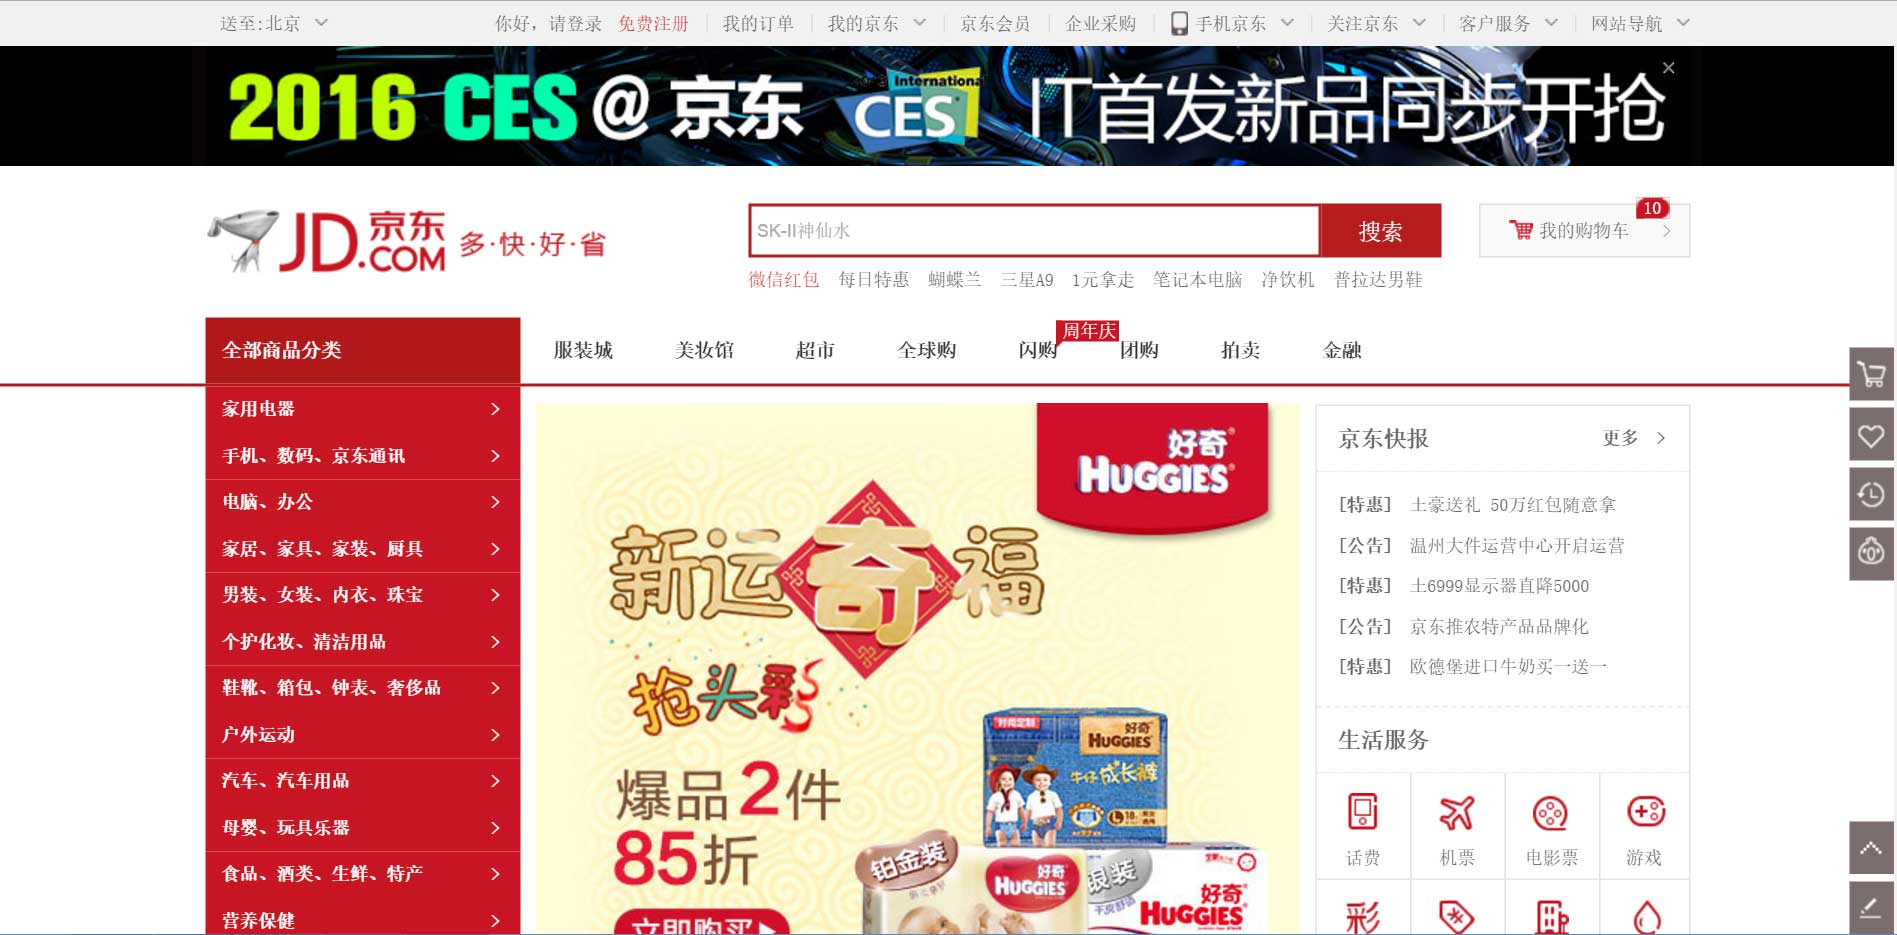 送至:北京
你好，请登录 免费注册 我的订单 我的京东 京东会员 企业采购 手机京东 关注京东 客户服务 网站导航
2016 CES @ 京东 International CES IT首发新品同步开抢
JD.COM 京东 多·快·好·省
SK-II神仙水 搜索
我的购物车 10
微信红包 每日特惠 蝴蝶兰 三星A9 1元拿走 笔记本电脑 净饮机 普拉达男鞋
全部商品分类 服装城 美妆馆 超市 全球购 闪购 周年庆 团购 拍卖 金融
家用电器
手机、数码、京东通讯
电脑、办公
家居、家具、家装、厨具
男装、女装、内衣、珠宝
个护化妆、清洁用品
鞋靴、箱包、钟表、奢侈品
户外运动
汽车、汽车用品
母婴、玩具乐器
食品、酒类、生鲜、特产
营养保健
好奇
HUGGIES
新运奇福
抢头彩
爆品2件
85折
立即购买
时尚定制
好奇
HUGGIES
牛仔成长裤
铂金装
好奇
HUGGIES
银装
干爽舒适
好奇
HUGGIES
京东快报 更多
[特惠] 土豪送礼 50万红包随意拿
[公告] 温州大件运营中心开启运营
[特惠] 土6999显示器直降5000
[公告] 京东推农特产品品牌化
[特惠] 欧德堡进口牛奶买一送一
生活服务
话费 机票 电影票 游戏
彩